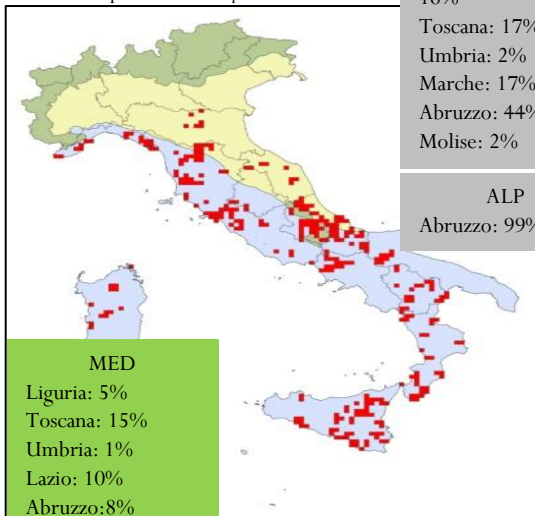 Toscana: 17%
Umbria: 2%
Marche: 17%
Abruzzo: 44%
Molise: 2%
ALP
Abruzzo: 99%
MED
Liguria: 5%
Toscana: 15%
Umbria: 1%
Lazio: 10%
Abruzzo:8%